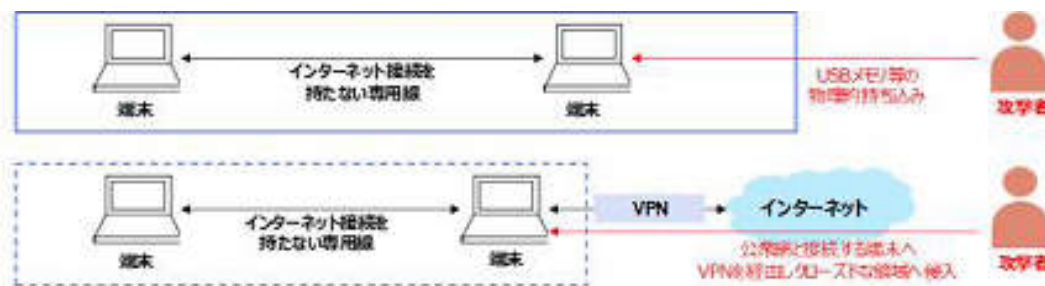 インターネット接続を
持たない専用線
端末
端末
USBメモリ等の
物理的持ち込み
攻撃者
インターネット接続を
持たない専用線
端末
端末
VPN
インターネット
公衆線と接続する端末へ
VPNを経由しクローズドな領域へ侵入
攻撃者